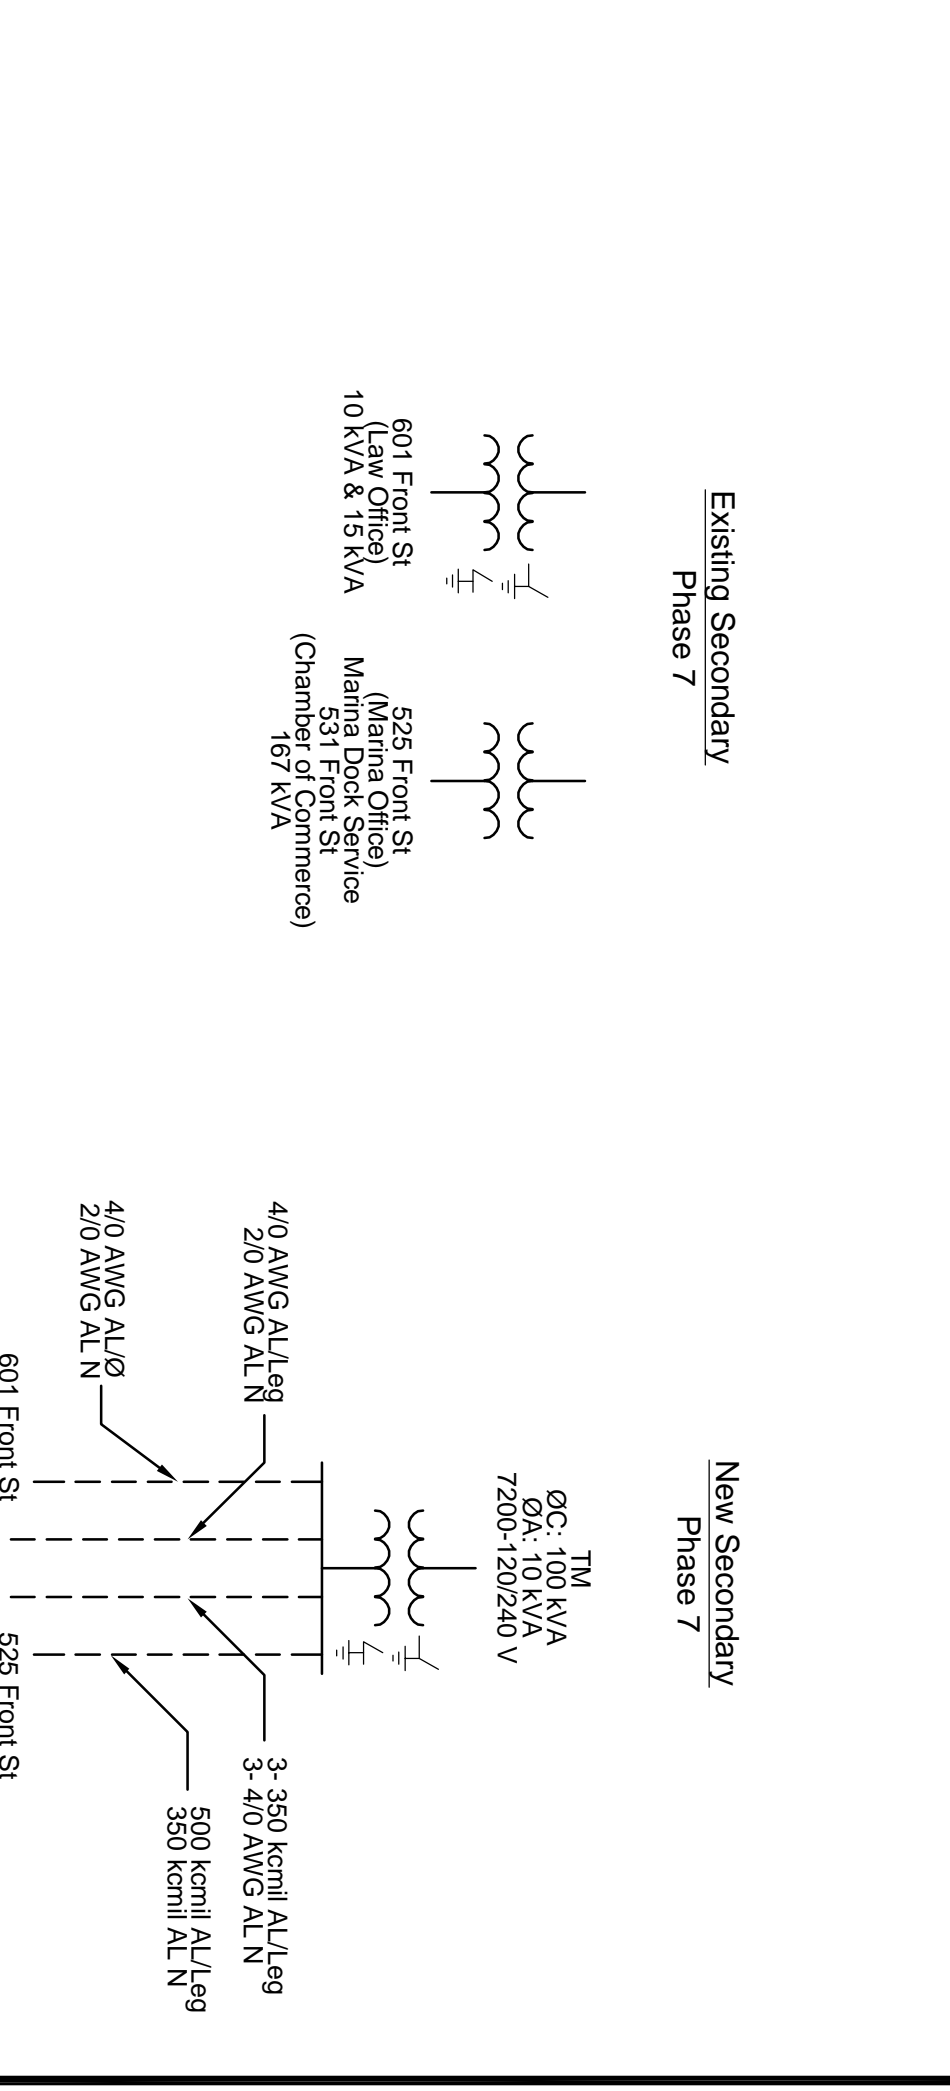 Existing Secondary
Phase 7
601 Front St
(Law Office)
10 kVA & 15 kVA
525 Front St
(Marina Office)
Marina Dock Service
531 Front St
(Chamber of Commerce)
167 kVA
New Secondary
Phase 7
TM
ØC: 100 kVA
ØA: 10 kVA
7200-120/240 V
4/0 AWG AL/Leg
2/0 AWG AL N
4/0 AWG AL/Ø
2/0 AWG AL N
3- 350 kcmil AL/Leg
3- 4/0 AWG AL N
500 kcmil AL/Leg
350 kcmil AL N
601 Front St
525 Front St